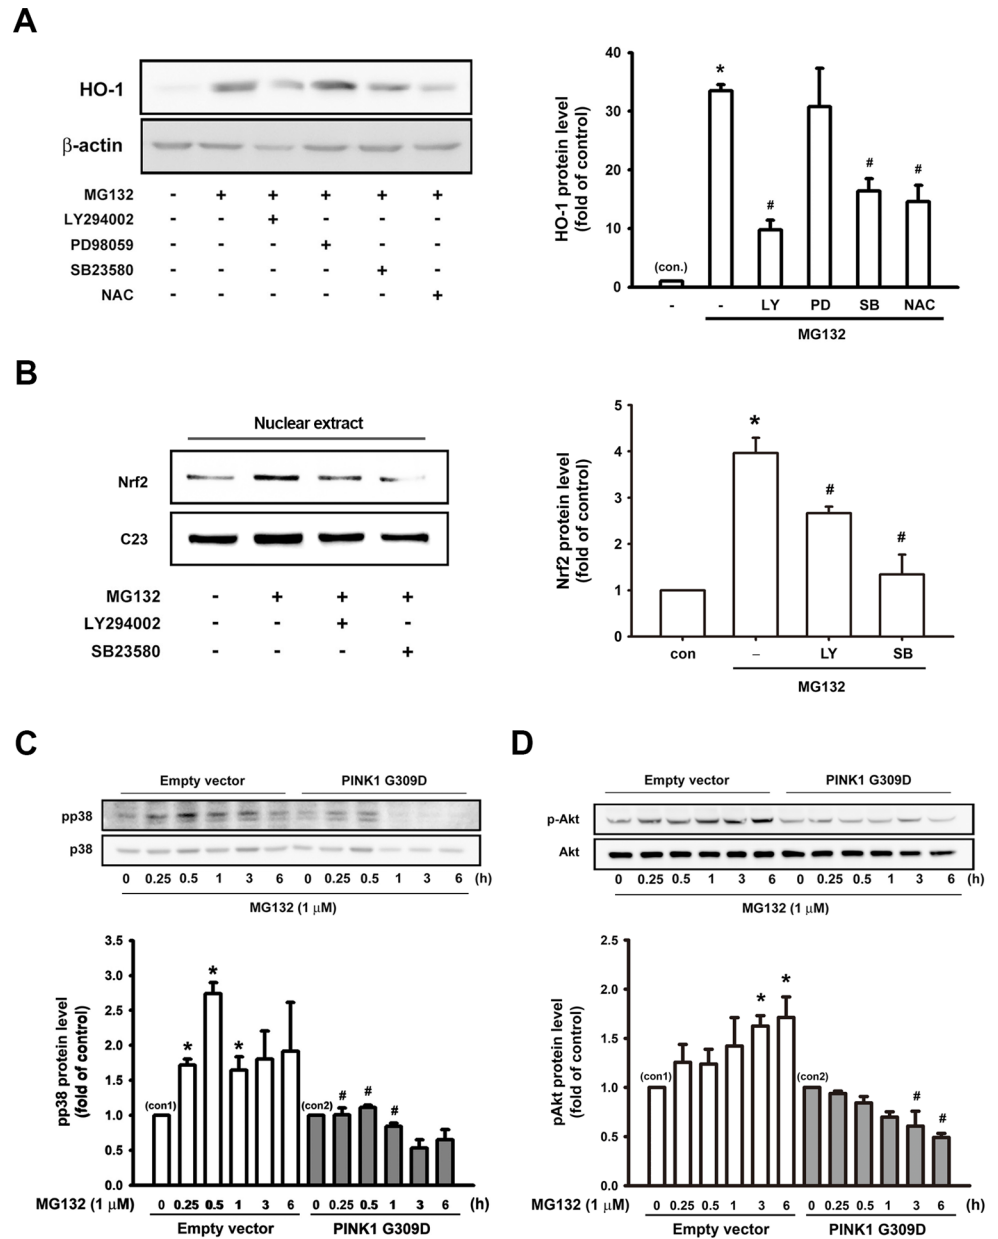 A
HO-1
β-actin
MG132 - + + + + +
LY294002 - - + - - -
PD98059 - - - + - -
SB23580 - - - - + -
NAC - - - - - +
HO-1 protein level
(fold of control)
40
30
20
10
0
(con.)
*
#
#
#
- - LY PD SB NAC
MG132
B
Nuclear extract
Nrf2
C23
MG132 - + + +
LY294002 - - + -
SB23580 - - - +
Nrf2 protein level
(fold of control)
5
4
3
2
1
0
*
#
#
con – LY SB
MG132
C
Empty vector PINK1 G309D
pp38
p38
0 0.25 0.5 1 3 6 0 0.25 0.5 1 3 6 (h)
MG132 (1 μM)
pp38 protein level
(fold of control)
3.5
3.0
2.5
2.0
1.5
1.0
0.5
0.0
(con1)
*
*
*
(con2)
#
#
#
MG132 (1 μM) 0 0.25 0.5 1 3 6 0 0.25 0.5 1 3 6 (h)
Empty vector PINK1 G309D
D
Empty vector PINK1 G309D
p-Akt
Akt
0 0.25 0.5 1 3 6 0 0.25 0.5 1 3 6 (h)
MG132 (1 μM)
pAkt protein level
(fold of control)
2.5
2.0
1.5
1.0
0.5
0.0
(con1)
*
*
(con2)
#
#
MG132 (1 μM) 0 0.25 0.5 1 3 6 0 0.25 0.5 1 3 6 (h)
Empty vector PINK1 G309D